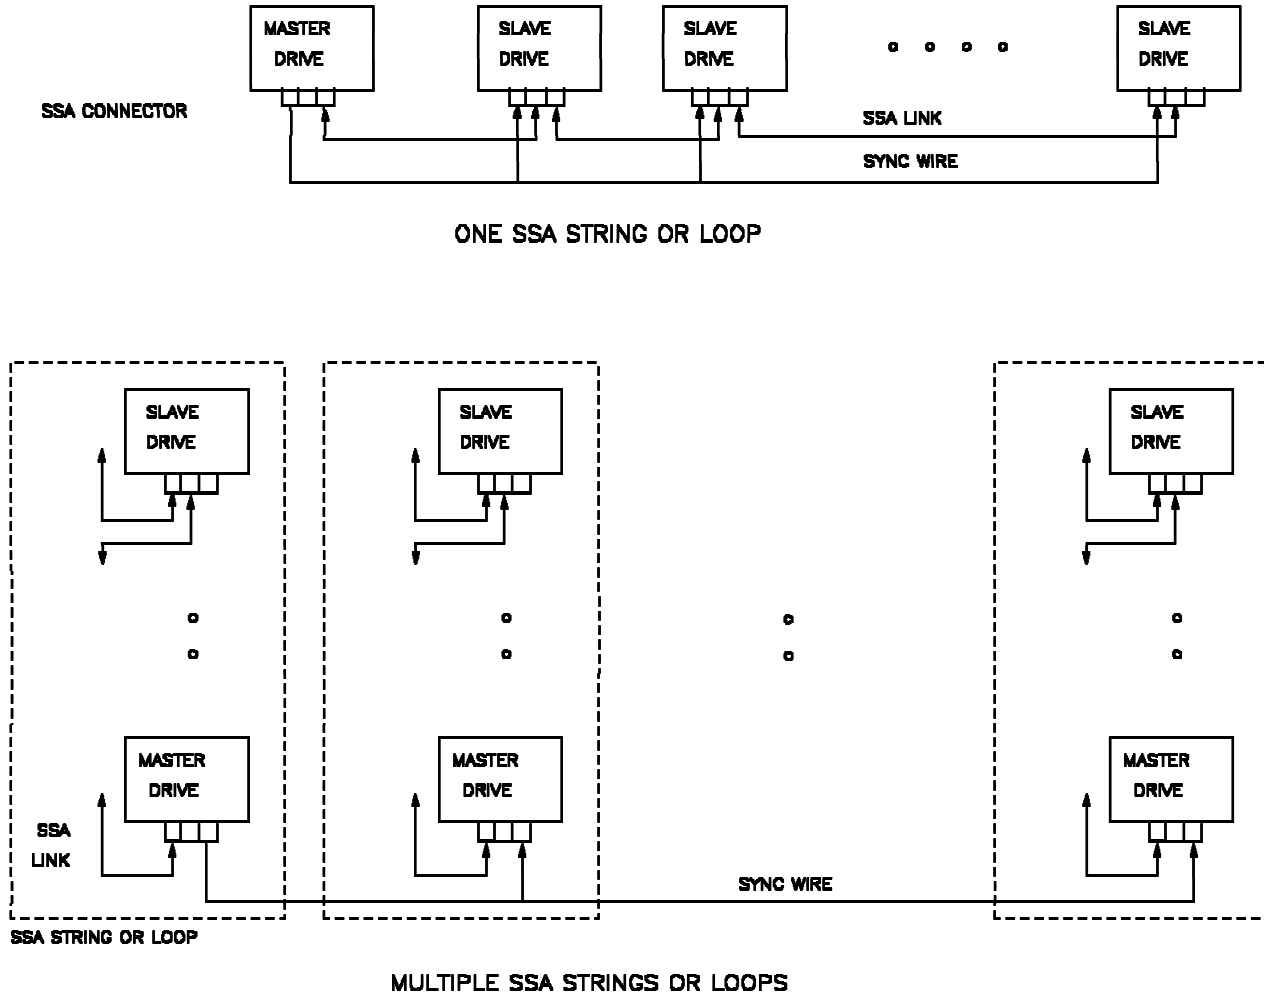 MASTER DRIVE
SLAVE DRIVE
SLAVE DRIVE
SLAVE DRIVE
SSA CONNECTOR
SSA LINK
SYNC WIRE
ONE SSA STRING OR LOOP
SLAVE DRIVE
SLAVE DRIVE
SLAVE DRIVE
MASTER DRIVE
MASTER DRIVE
MASTER DRIVE
SSA LINK
SYNC WIRE
SSA STRING OR LOOP
MULTIPLE SSA STRINGS OR LOOPS